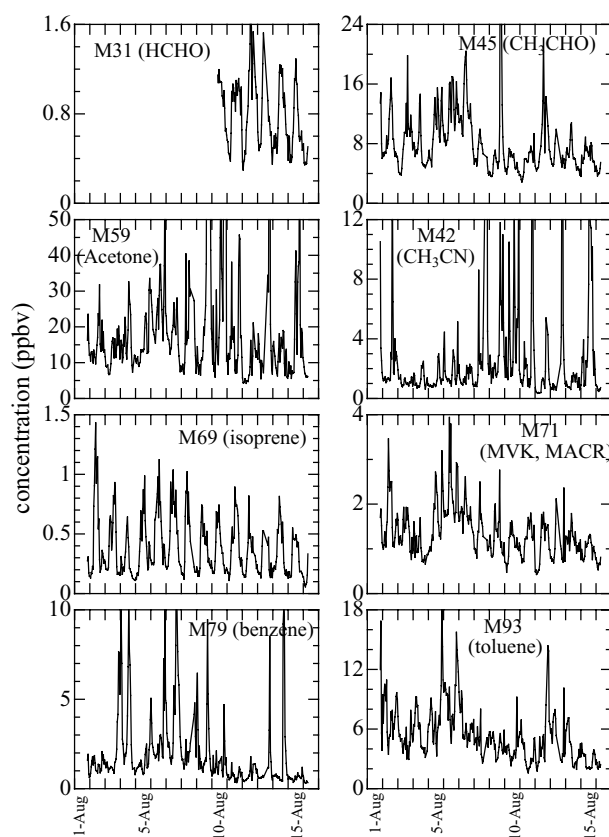 1.6
0.8
0
M31 (HCHO)
24
16
8
0
M45 (CH₃CHO)
50
40
30
20
10
0
M59
(Acetone)
12
8
4
0
M42
(CH₃CN)
concentration (ppbv)
1.5
1
0.5
0
M69 (isoprene)
4
2
0
M71
(MVK, MACR)
10
5
0
M79 (benzene)
18
12
6
0
M93
(toluene)
1-Aug
5-Aug
10-Aug
15-Aug
1-Aug
5-Aug
10-Aug
15-Aug